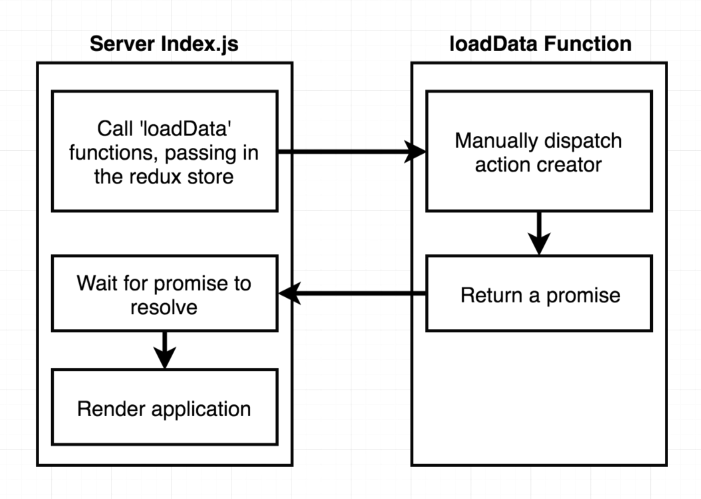 Server Index.js
Call 'loadData'
functions, passing in
the redux store
Wait for promise to
resolve
Render application
loadData Function
Manually dispatch
action creator
Return a promise